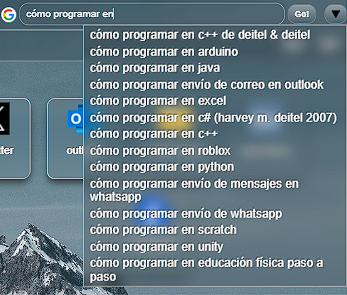 cómo programar en
Go!
cómo programar en c++ de deitel & deitel
cómo programar en arduino
cómo programar en java
cómo programar envío de correo en outlook
cómo programar en excel
cómo programar en c# (harvey m. deitel 2007)
cómo programar en c++
cómo programar en roblox
cómo programar en python
cómo programar envío de mensajes en
whatsapp
cómo programar envío de whatsapp
cómo programar en scratch
cómo programar en unity
cómo programar en educación física paso a
paso
tter
outl